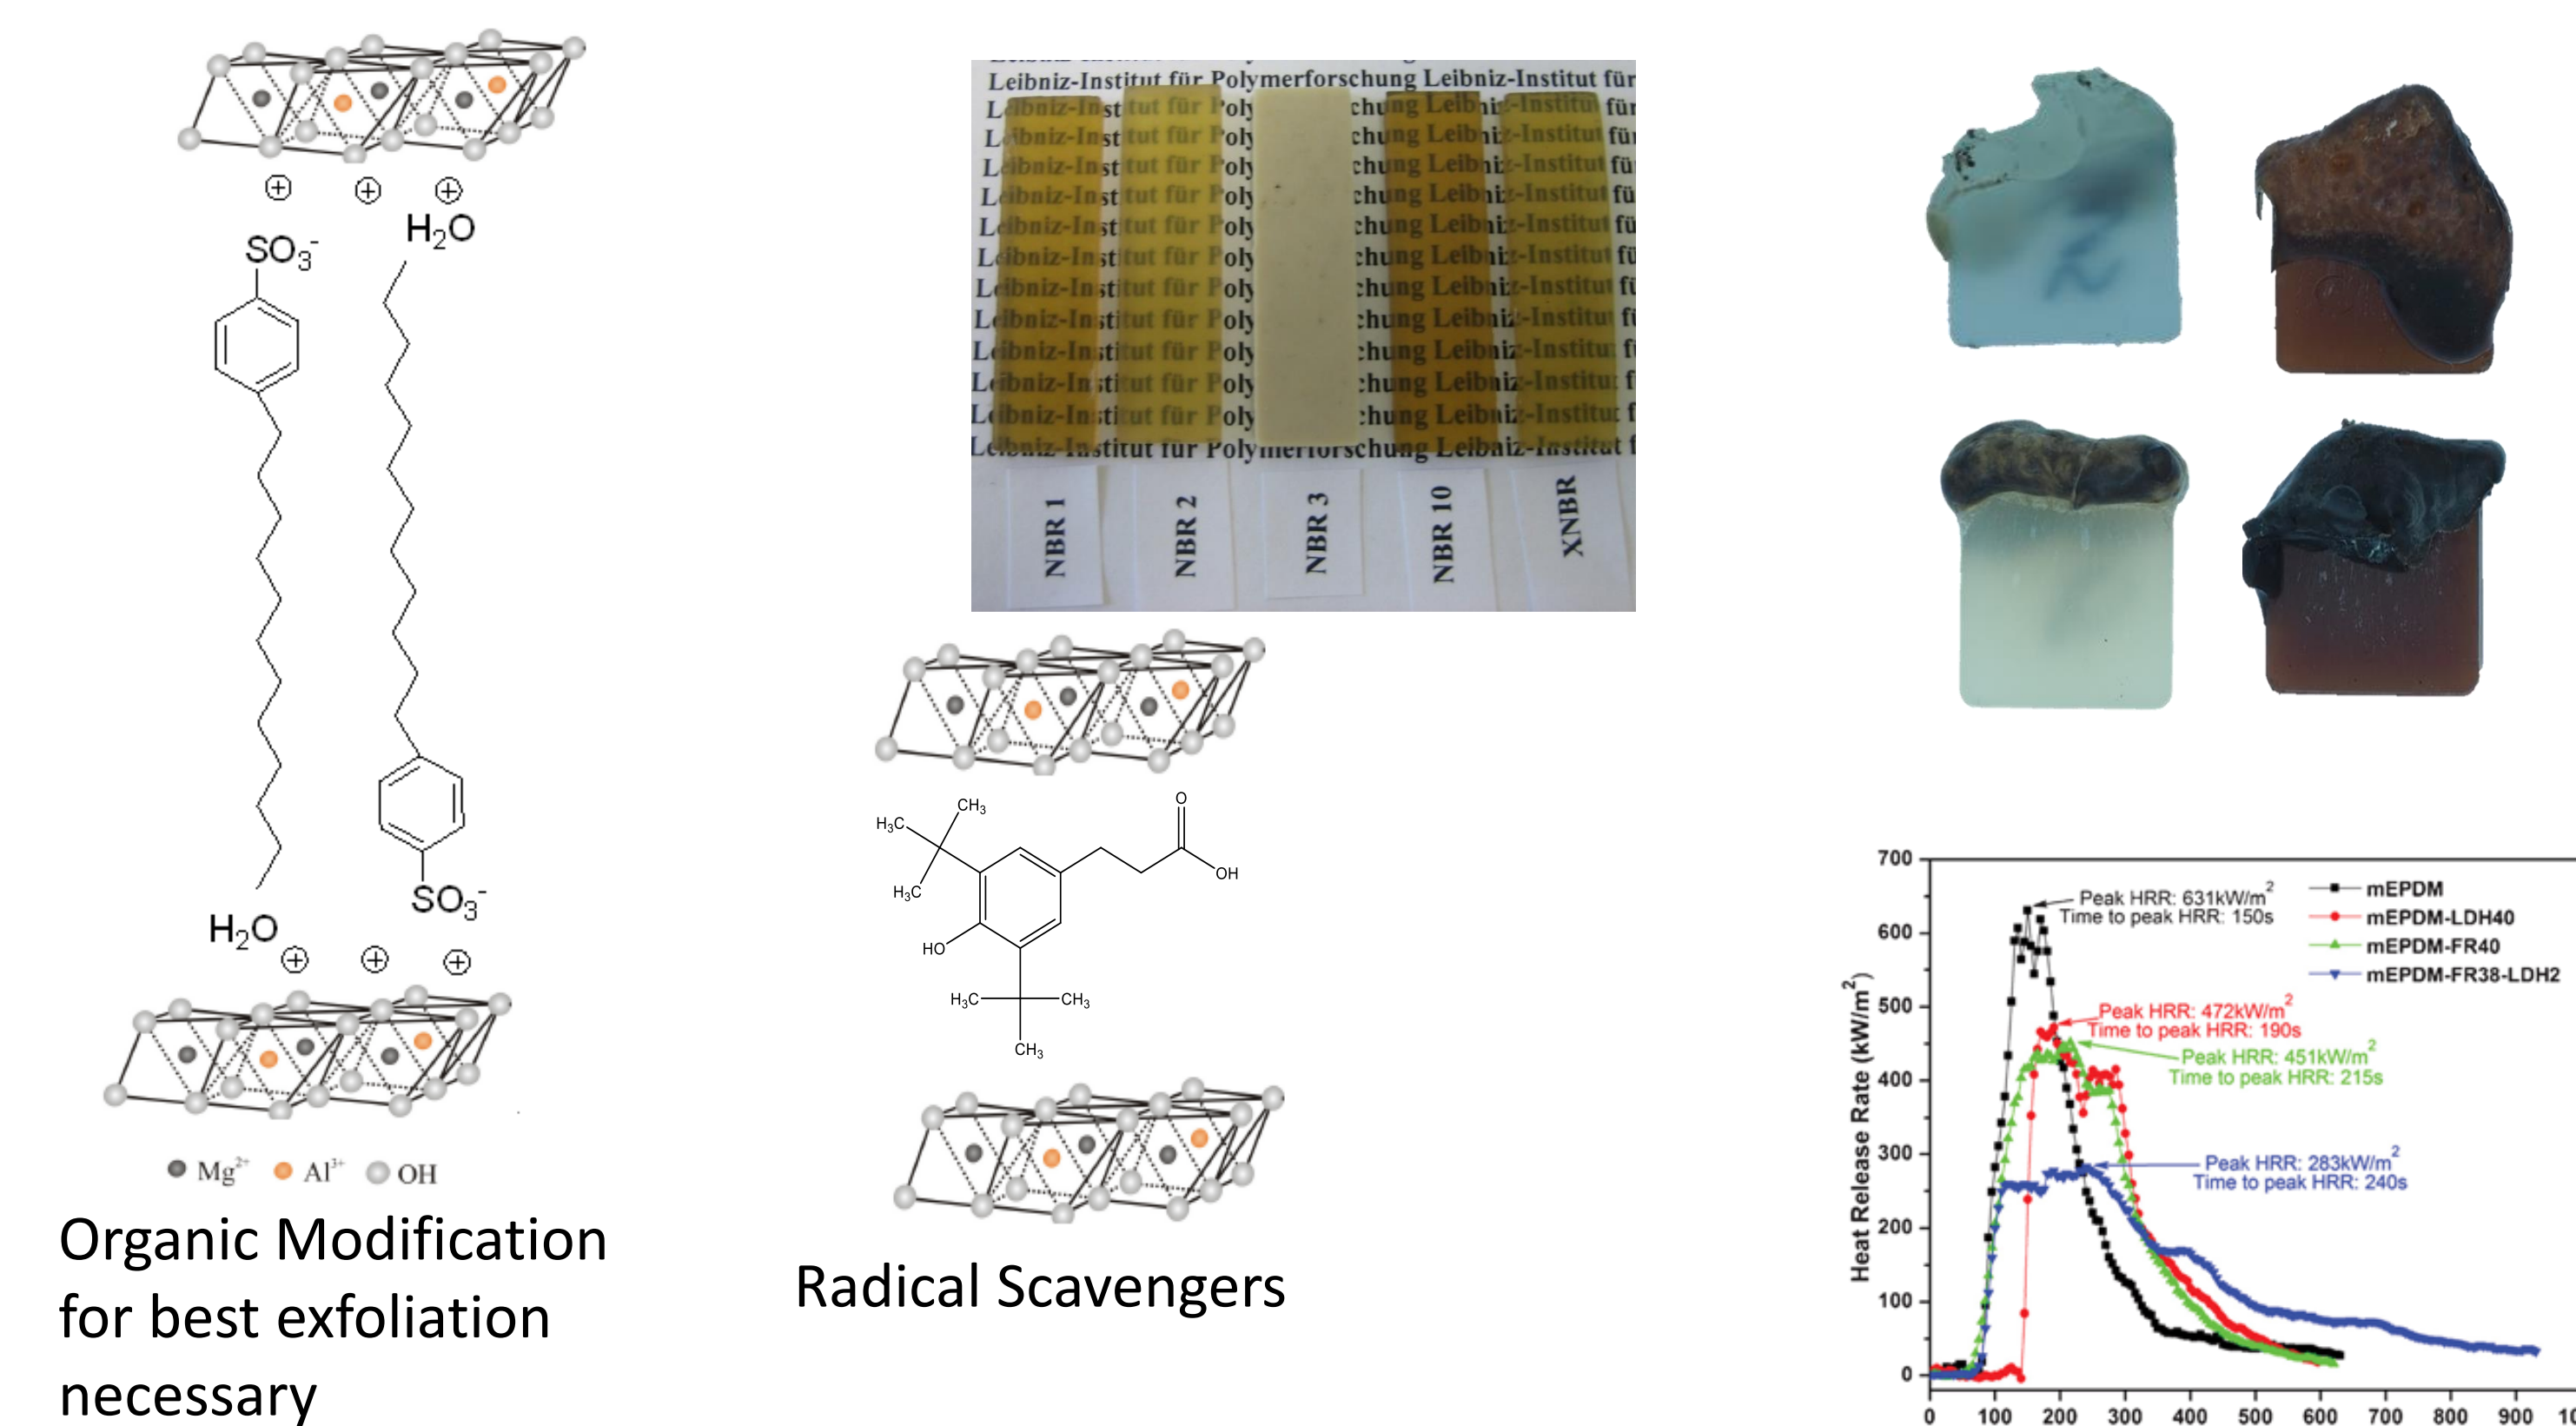 ⊕ ⊕ ⊕
SO₃⁻
H₂O
H₂O
SO₃⁻
⊕ ⊕ ⊕
Mg²⁺ Al³⁺ OH
Organic Modification
for best exfoliation
necessary
Leibniz-Institut für Polymerforschung Leibniz-Institut für
NBR 1
NBR 2
NBR 3
NBR 10
XNBR
CH₃
H₃C
H₃C
O
OH
HO
H₃C CH₃
CH₃
Radical Scavengers
Heat Release Rate (kW/m²)
700
600
500
400
300
200
100
0
mEPDM
mEPDM-LDH40
mEPDM-FR40
mEPDM-FR38-LDH2
Peak HRR: 631kW/m²
Time to peak HRR: 150s
Peak HRR: 472kW/m²
Time to peak HRR: 190s
Peak HRR: 451kW/m²
Time to peak HRR: 215s
Peak HRR: 283kW/m²
Time to peak HRR: 240s
0 100 200 300 400 500 600 700 800 900